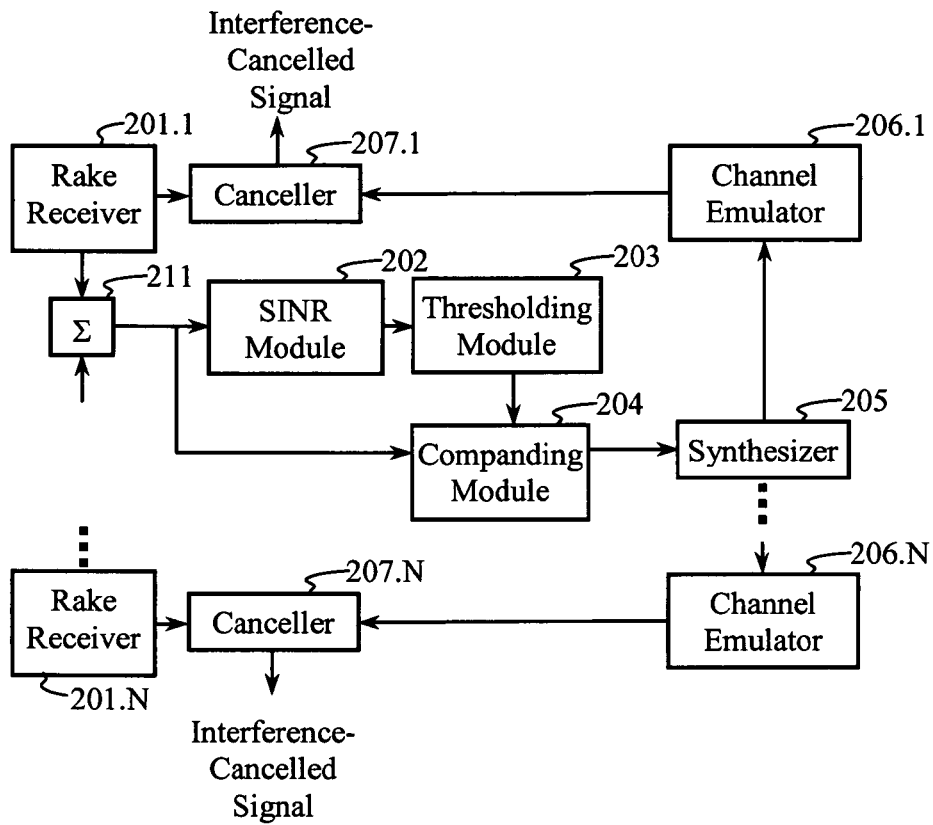 Interference-
Cancelled
Signal
201.1
207.1
206.1
Rake
Receiver
Canceller
Channel
Emulator
211
202
203
Σ
SINR
Module
Thresholding
Module
204
205
Companding
Module
Synthesizer
207.N
206.N
Rake
Receiver
Canceller
Channel
Emulator
201.N
Interference-
Cancelled
Signal